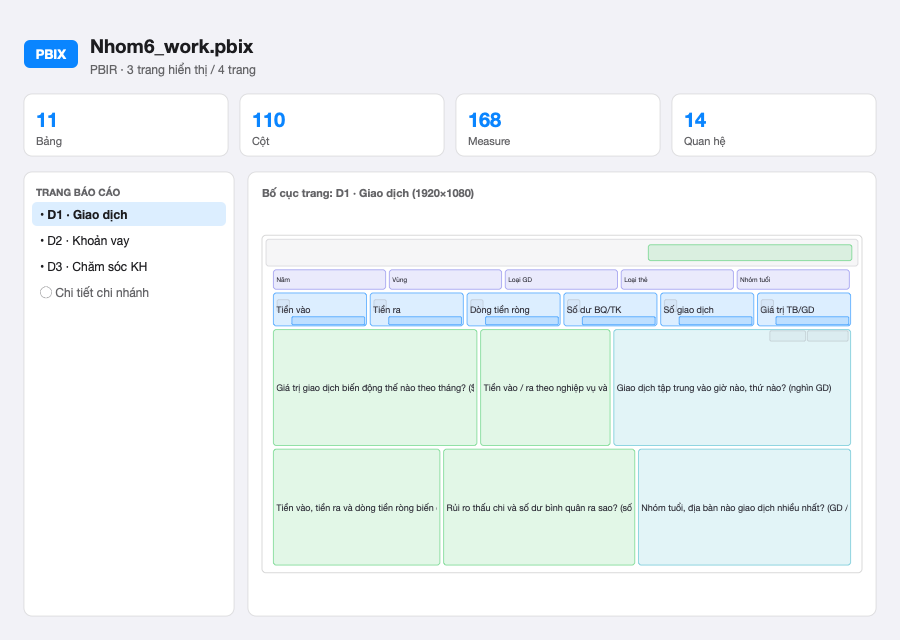 PBIX
Nhom6_work.pbix
PBIR · 3 trang hiển thị / 4 trang
11
Bảng
110
Cột
168
Measure
14
Quan hệ
TRANG BÁO CÁO
• D1 · Giao dịch
• D2 · Khoản vay
• D3 · Chăm sóc KH
Chi tiết chi nhánh
Bố cục trang: D1 · Giao dịch (1920×1080)
Năm
Vùng
Loại GD
Loại thẻ
Nhóm tuổi
Tiền vào
Tiền ra
Dòng tiền ròng
Số dư BQ/TK
Số giao dịch
Giá trị TB/GD
Giá trị giao dịch biến động thế nào theo tháng? ($
Tiền vào / ra theo nghiệp vụ và
Giao dịch tập trung vào giờ nào, thứ nào? (nghìn GD)
Tiền vào, tiền ra và dòng tiền ròng biến
Rủi ro thấu chi và số dư bình quân ra sao? (số
Nhóm tuổi, địa bàn nào giao dịch nhiều nhất? (GD /